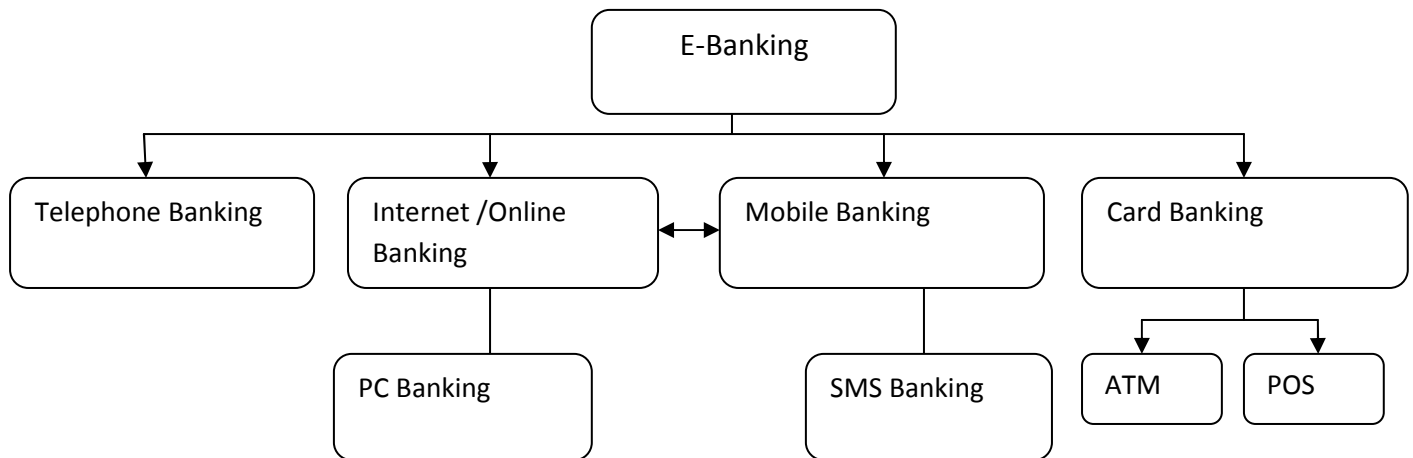 E-Banking
Telephone Banking
Internet /Online
Banking
Mobile Banking
Card Banking
PC Banking
SMS Banking
ATM
POS